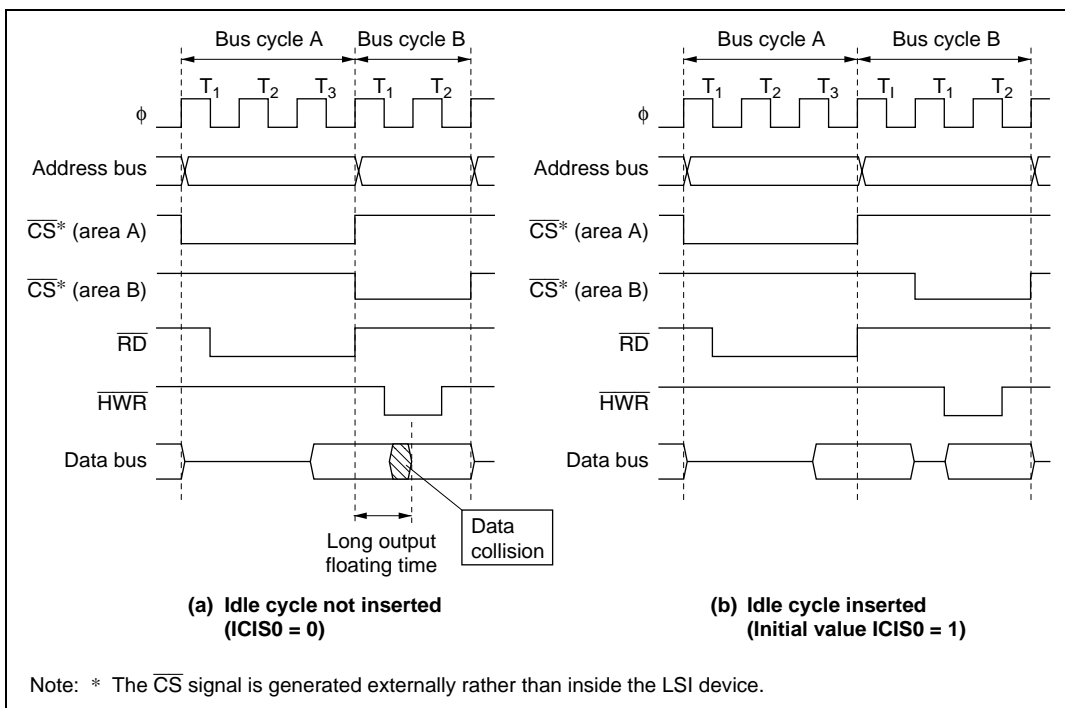 Bus cycle A Bus cycle B
T1 T2 T3 T1 T2
ϕ
Address bus
CS* (area A)
CS* (area B)
RD
HWR
Data bus
Long output
floating time
Data
collision
(a) Idle cycle not inserted
(ICIS0 = 0)
Bus cycle A Bus cycle B
T1 T2 T3 TI T1 T2
ϕ
Address bus
CS* (area A)
CS* (area B)
RD
HWR
Data bus
(b) Idle cycle inserted
(Initial value ICIS0 = 1)
Note: * The CS signal is generated externally rather than inside the LSI device.